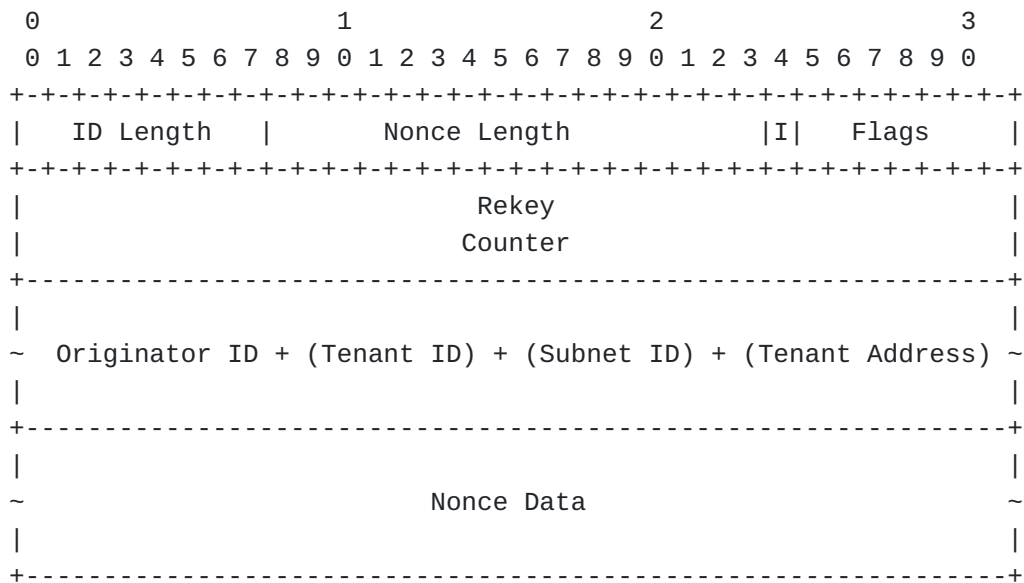 0                   1                   2                   3
 0 1 2 3 4 5 6 7 8 9 0 1 2 3 4 5 6 7 8 9 0 1 2 3 4 5 6 7 8 9 0
+-+-+-+-+-+-+-+-+-+-+-+-+-+-+-+-+-+-+-+-+-+-+-+-+-+-+-+-+-+-+-+-+
|   ID Length   |       Nonce Length            |I|   Flags     |
+-+-+-+-+-+-+-+-+-+-+-+-+-+-+-+-+-+-+-+-+-+-+-+-+-+-+-+-+-+-+-+-+
|                             Rekey                             |
|                            Counter                            |
+---------------------------------------------------------------+
|                                                               |
~  Originator ID + (Tenant ID) + (Subnet ID) + (Tenant Address) ~
|                                                               |
+---------------------------------------------------------------+
|                                                               |
~                          Nonce Data                           ~
|                                                               |
+---------------------------------------------------------------+